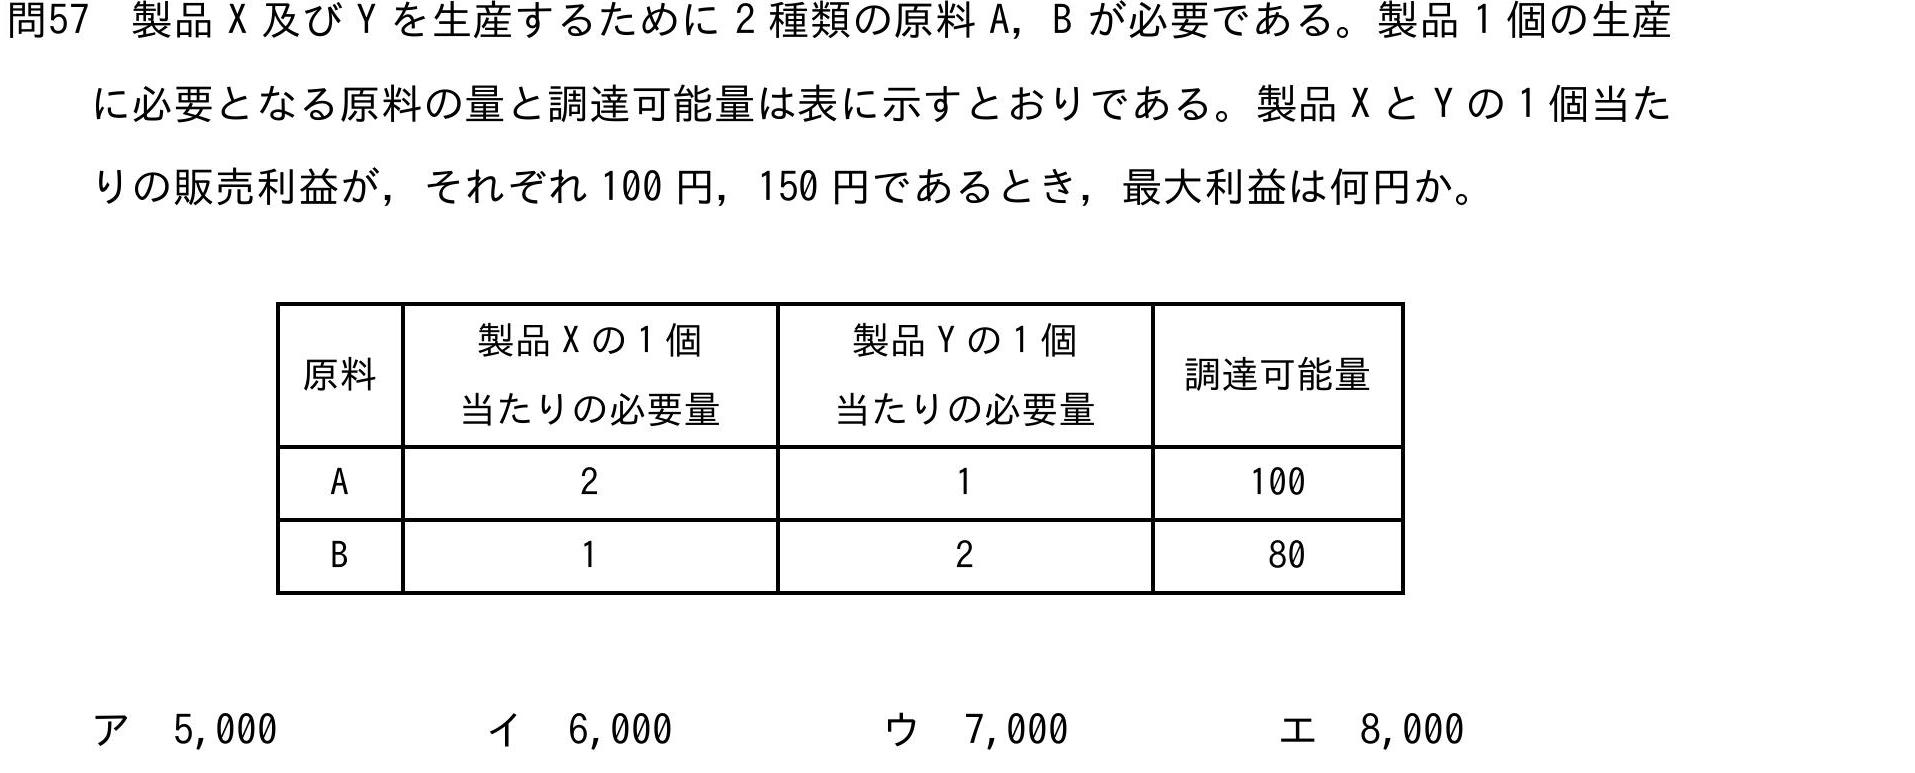 問57 製品 X 及び Y を生産するために 2 種類の原料 A，B が必要である。製品 1 個の生産
に必要となる原料の量と調達可能量は表に示すとおりである。製品 X と Y の 1 個当た
りの販売利益が，それぞれ 100 円，150 円であるとき，最大利益は何円か。
原料 製品 X の 1 個 当たりの必要量 製品 Y の 1 個 当たりの必要量 調達可能量
A 2 1 100
B 1 2 80
ア 5,000 イ 6,000 ウ 7,000 エ 8,000